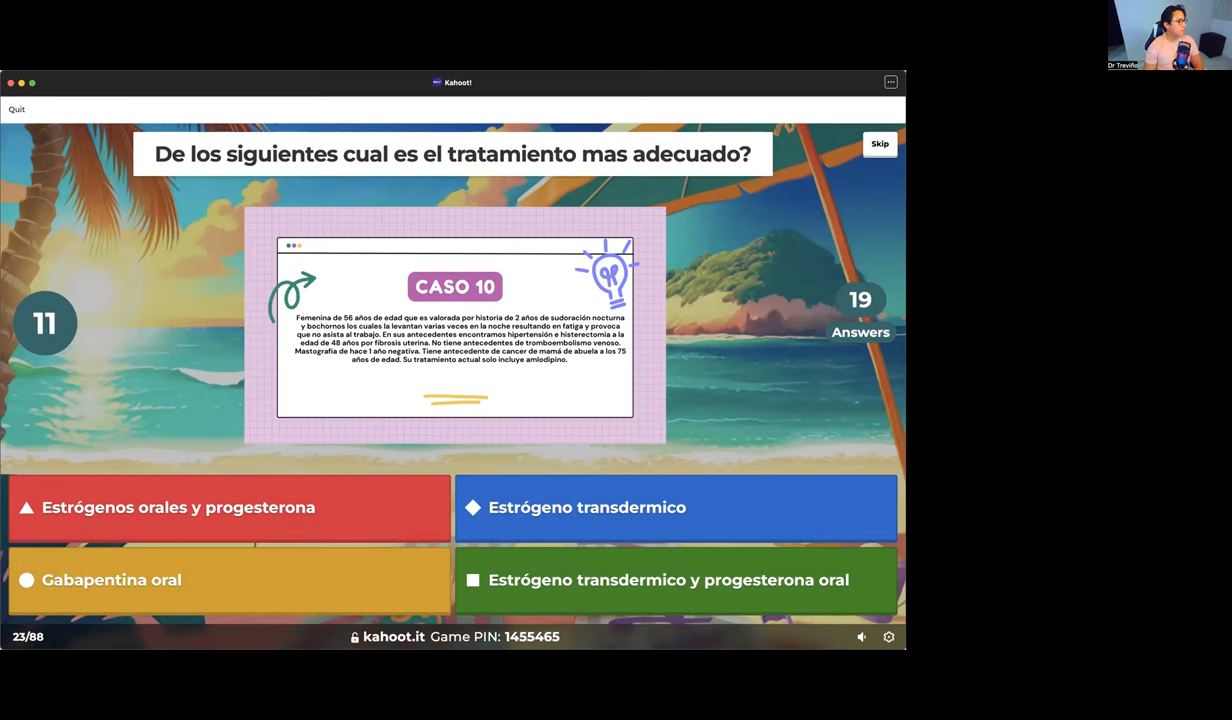 Dr Treviño
Kahoot!
Quit
De los siguientes cual es el tratamiento mas adecuado?
Skip
CASO 10
Femenina de 56 años de edad que es valorada por historia de 2 años de sudoración nocturna
y bochornos los cuales la levantan varias veces en la noche resultando en fatiga y provoca
que no asista al trabajo. En sus antecedentes encontramos hipertensión e histerectomia a la
edad de 48 años por fibrosis uterina. No tiene antecedentes de tromboembolismo venoso.
Mastografia de hace 1 año negativa. Tiene antecedente de cancer de mamá de abuela a los 75
años de edad. Su tratamiento actual solo incluye amlodipino.
11
19
Answers
Estrógenos orales y progesterona
Estrógeno transdermico
Gabapentina oral
Estrógeno transdermico y progesterona oral
23/88
kahoot.it Game PIN: 1455465